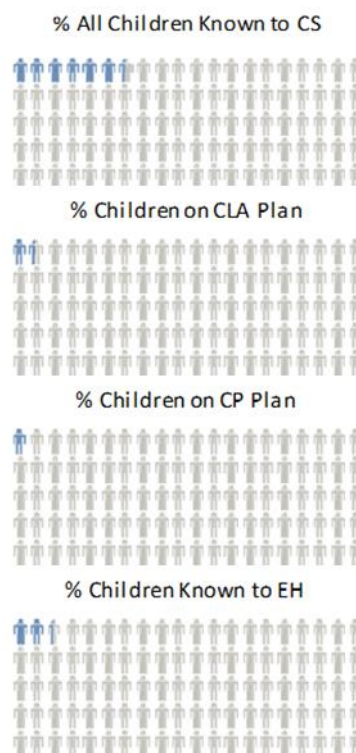 % All Children Known to CS
% Children on CLA Plan
% Children on CP Plan
% Children Known to EH